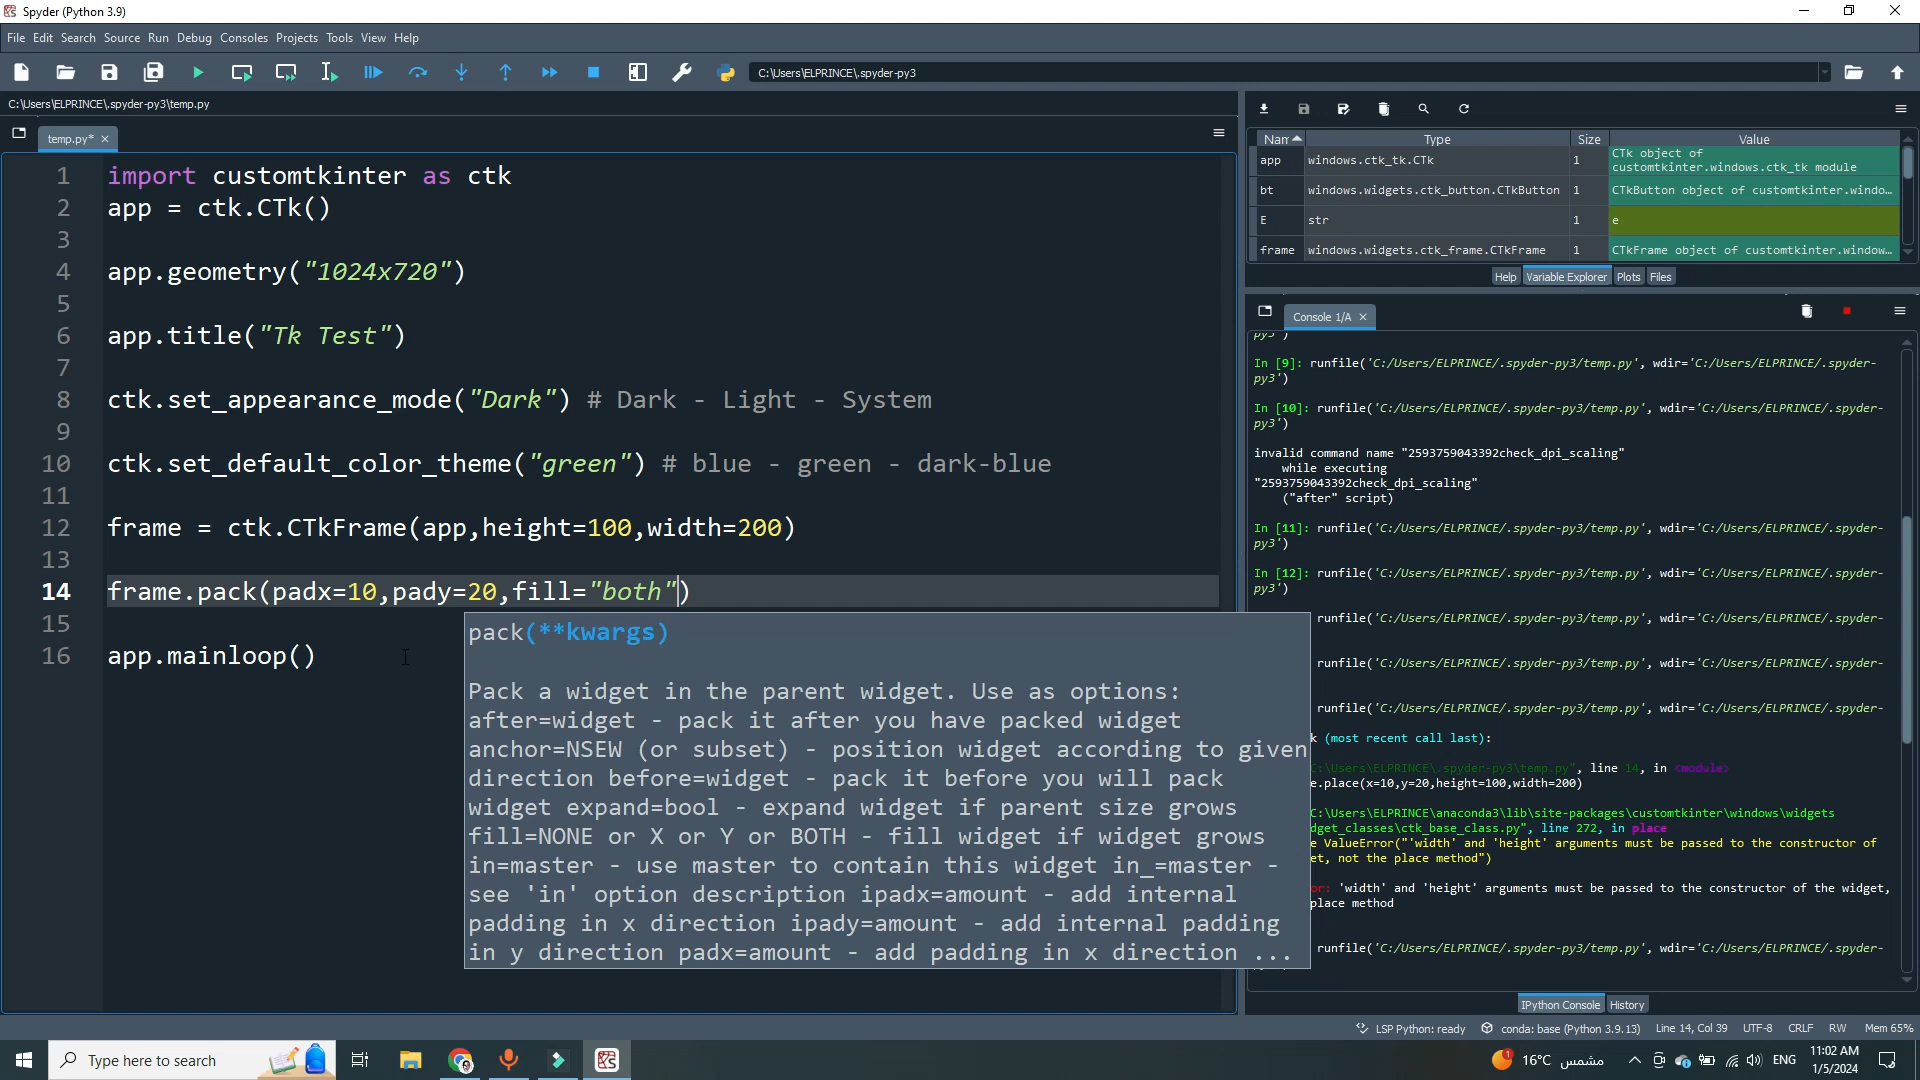 Spyder (Python 3.9)
File Edit Search Source Run Debug Consoles Projects Tools View Help
C:\Users\ELPRINCE\.spyder-py3
C:\Users\ELPRINCE\.spyder-py3\temp.py
temp.py*
1 import customtkinter as ctk
2 app = ctk.CTk()
3
4 app.geometry("1024x720")
5
6 app.title("Tk Test")
7
8 ctk.set_appearance_mode("Dark") # Dark - Light - System
9
10 ctk.set_default_color_theme("green") # blue - green - dark-blue
11
12 frame = ctk.CTkFrame(app,height=100,width=200)
13
14 frame.pack(padx=10,pady=20,fill="both")
15
16 app.mainloop()
pack(**kwargs)
Pack a widget in the parent widget. Use as options:
after=widget - pack it after you have packed widget
anchor=NSEW (or subset) - position widget according to given
direction before=widget - pack it before you will pack
widget expand=bool - expand widget if parent size grows
fill=NONE or X or Y or BOTH - fill widget if widget grows
in=master - use master to contain this widget in_=master -
see 'in' option description ipadx=amount - add internal
padding in x direction ipady=amount - add internal padding
in y direction padx=amount - add padding in x direction ...
Nam Type Size Value
app windows.ctk_tk.CTk 1 CTk object of
customtkinter.windows.ctk_tk module
bt windows.widgets.ctk_button.CTkButton 1 CTkButton object of customtkinter.windo…
E str 1 e
frame windows.widgets.ctk_frame.CTkFrame 1 CTkFrame object of customtkinter.window…
Help Variable Explorer Plots Files
Console 1/A
py3')
In [9]: runfile('C:/Users/ELPRINCE/.spyder-py3/temp.py', wdir='C:/Users/ELPRINCE/.spyder-
py3')
In [10]: runfile('C:/Users/ELPRINCE/.spyder-py3/temp.py', wdir='C:/Users/ELPRINCE/.spyder-
py3')
invalid command name "2593759043392check_dpi_scaling"
while executing
"2593759043392check_dpi_scaling"
("after" script)
In [11]: runfile('C:/Users/ELPRINCE/.spyder-py3/temp.py', wdir='C:/Users/ELPRINCE/.spyder-
py3')
In [12]: runfile('C:/Users/ELPRINCE/.spyder-py3/temp.py', wdir='C:/Users/ELPRINCE/.spyder-
py3')
runfile('C:/Users/ELPRINCE/.spyder-py3/temp.py', wdir='C:/Users/ELPRINCE/.spyder-
runfile('C:/Users/ELPRINCE/.spyder-py3/temp.py', wdir='C:/Users/ELPRINCE/.spyder-
runfile('C:/Users/ELPRINCE/.spyder-py3/temp.py', wdir='C:/Users/ELPRINCE/.spyder-
k (most recent call last):
C:\Users\ELPRINCE\.spyder-py3\temp.py", line 14, in <module>
e.place(x=10,y=20,height=100,width=200)
C:\Users\ELPRINCE\anaconda3\lib\site-packages\customtkinter\windows\widgets
dget_classes\ctk_base_class.py", line 272, in place
e ValueError("'width' and 'height' arguments must be passed to the constructor of
et, not the place method")
or: 'width' and 'height' arguments must be passed to the constructor of the widget,
place method
runfile('C:/Users/ELPRINCE/.spyder-py3/temp.py', wdir='C:/Users/ELPRINCE/.spyder-
IPython Console History
LSP Python: ready conda: base (Python 3.9.13) Line 14, Col 39 UTF-8 CRLF RW Mem 65%
Type here to search
1 16°C مشمس ENG 11:02 AM
1/5/2024